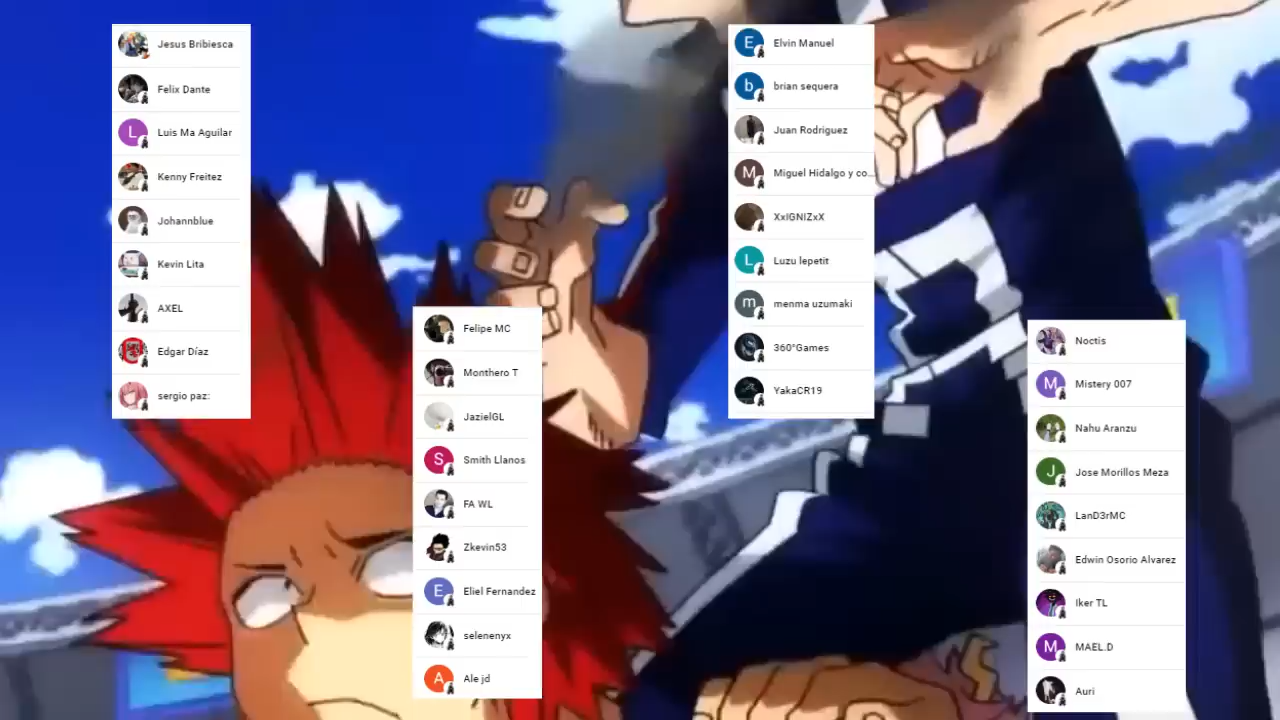 Jesus Bribiesca
Felix Dante
L Luis Ma Aguilar
Kenny Freitez
Johannblue
Kevin Lita
AXEL
Edgar Díaz
sergio paz:
Felipe MC
Monthero T
JazielGL
S Smith Llanos
FA WL
Zkevin53
E Eliel Fernandez
selenenyx
A Ale jd
E Elvin Manuel
b brian sequera
Juan Rodriguez
M Miguel Hidalgo y co...
XxIGNIZxX
L Luzu lepetit
m menma uzumaki
360°Games
YakaCR19
Noctis
M Mistery 007
Nahu Aranzu
J Jose Morillos Meza
LanD3rMC
Edwin Osorio Alvarez
Iker TL
M MAEL.D
Auri